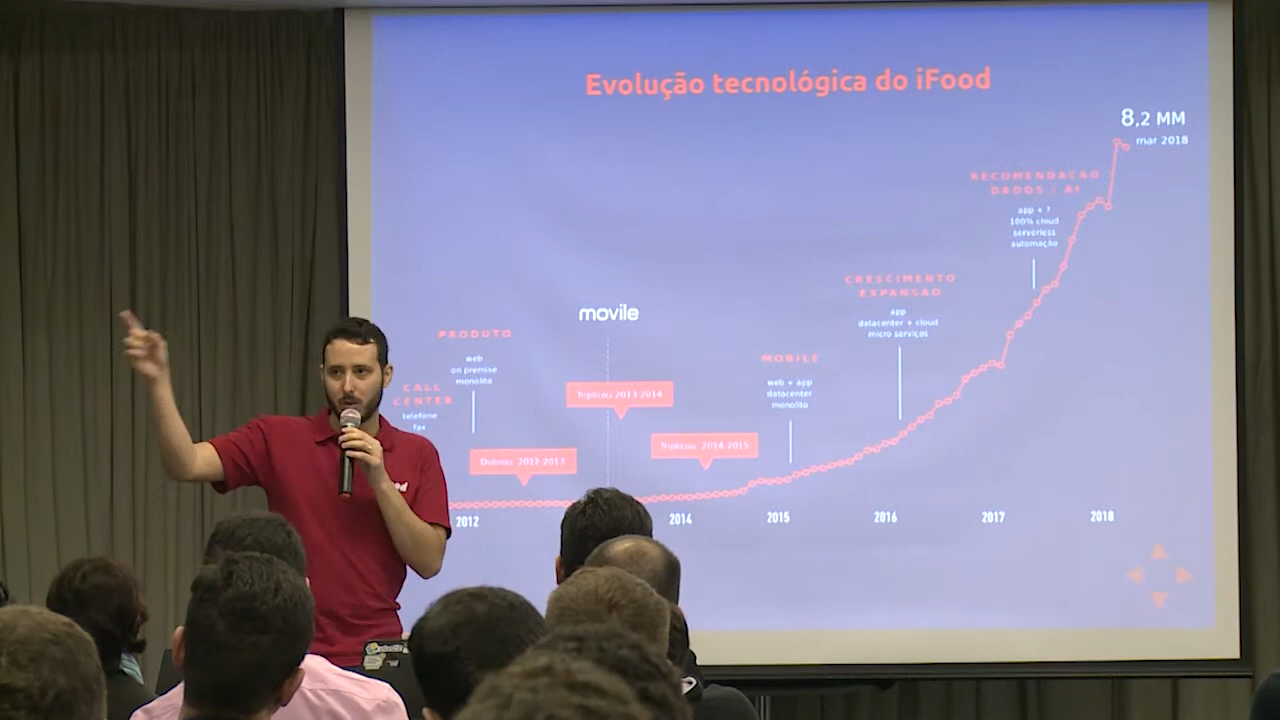 Evolução tecnológica do iFood
8,2 MM
mar 2018
RECOMENDAÇÃO
DADOS / AI
app + ?
100% cloud
serverless
automação
CRESCIMENTO
EXPANSÃO
app
datacenter + cloud
micro serviços
movile
PRODUTO
web
on premise
monolito
MOBILE
web + app
datacenter
monolito
CALL
CENTER
telefone
fax
Triplicou 2013-2014
Triplicou 2014-2015
Dobrou 2012-2013
2012
2014
2015
2016
2017
2018